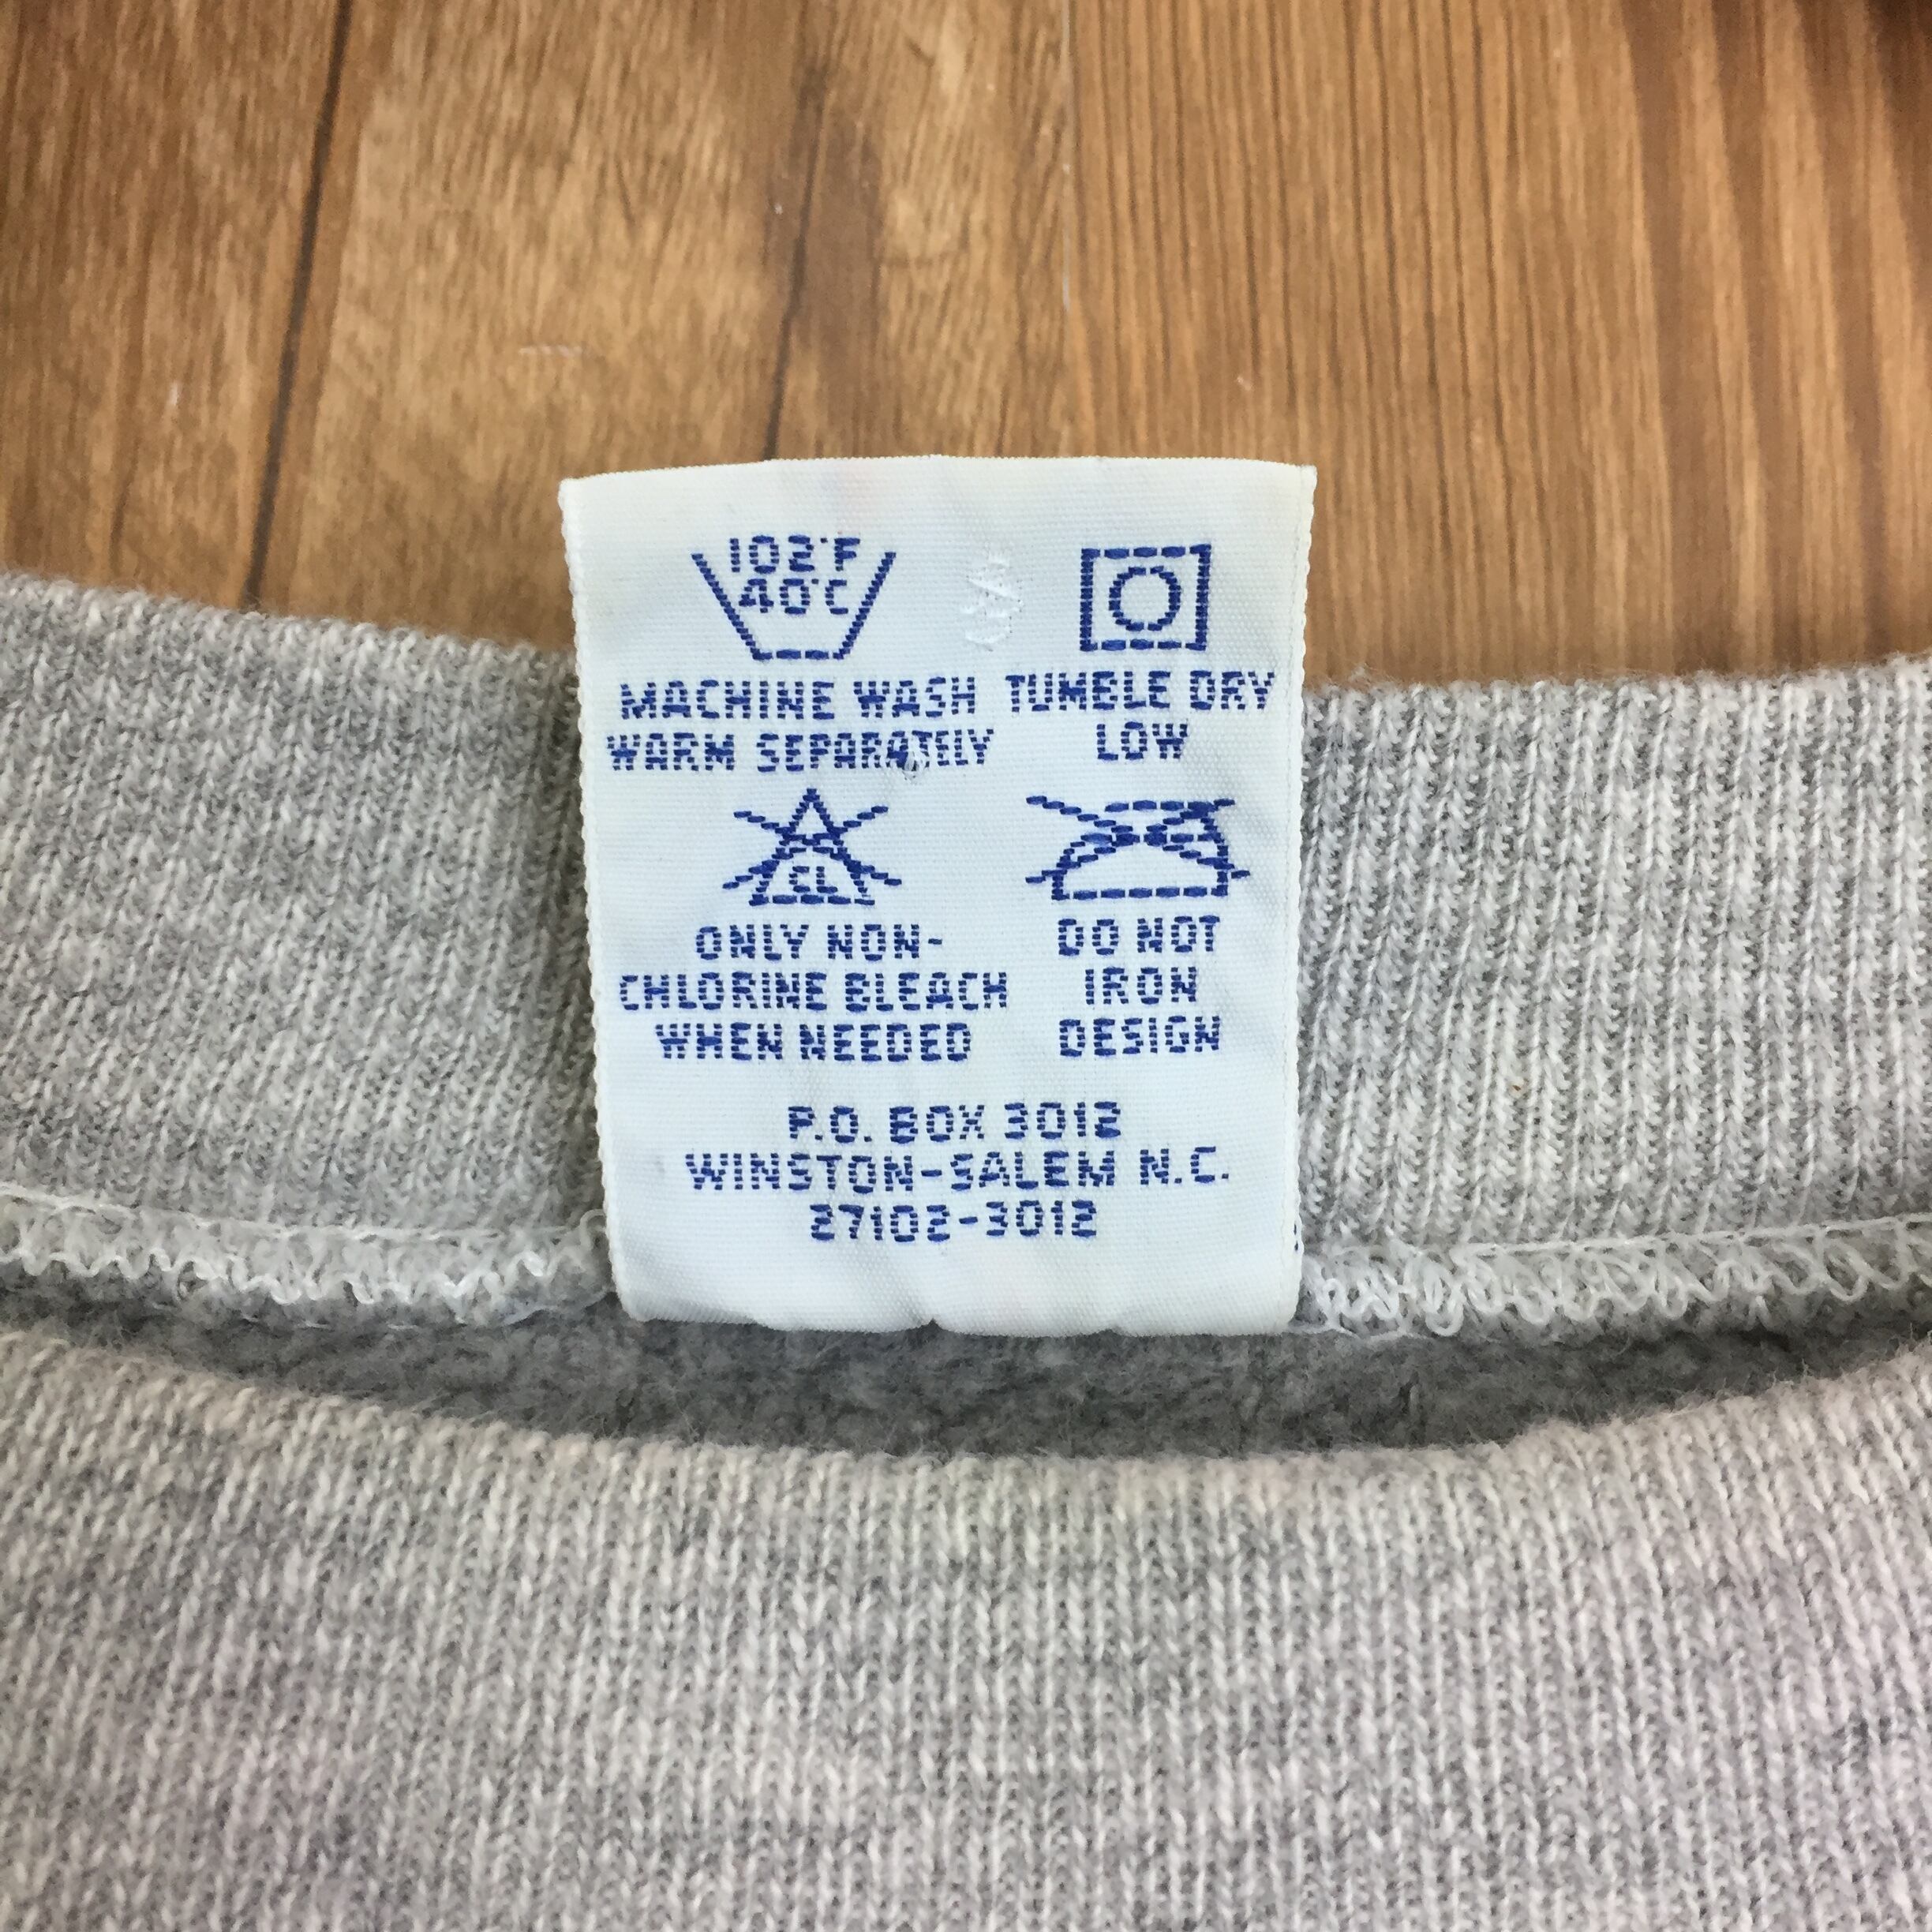 102°F
40°C
MACHINE WASH
WARM SEPARATELY
TUMBLE DRY
LOW
CL
ONLY NON-
CHLORINE BLEACH
WHEN NEEDED
DO NOT
IRON
DESIGN
P.O. BOX 3012
WINSTON-SALEM N.C.
27102-3012